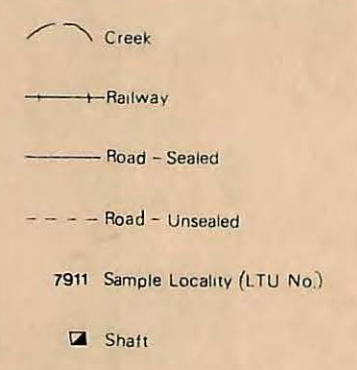 Creek
Railway
Road - Sealed
Road - Unsealed
7911 Sample Locality (LTU No.)
Shaft